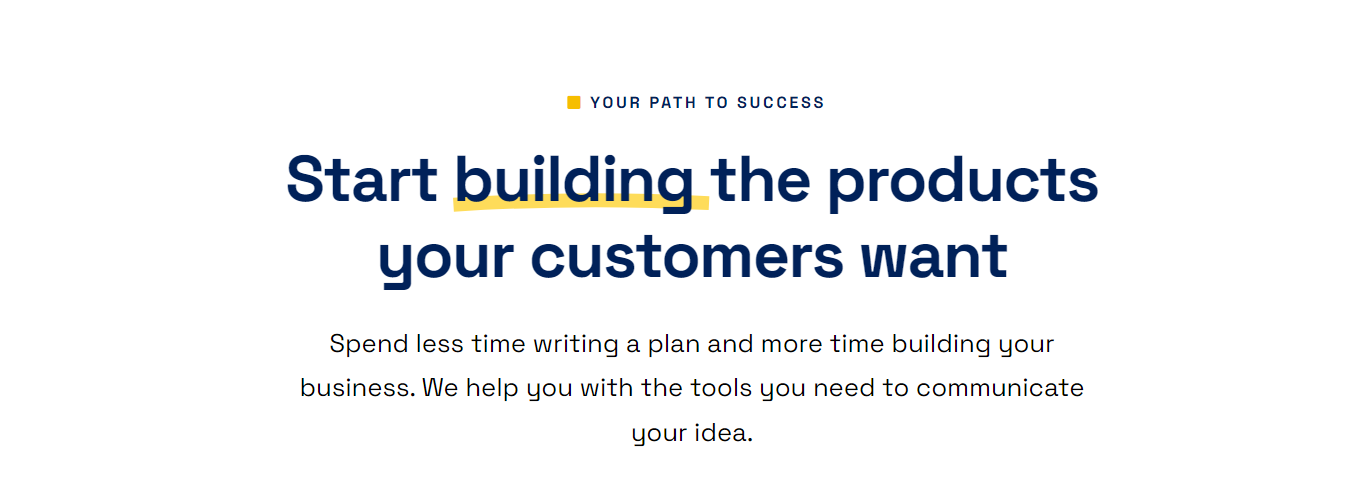 YOUR PATH TO SUCCESS
Start building the products
your customers want
Spend less time writing a plan and more time building your
business. We help you with the tools you need to communicate
your idea.